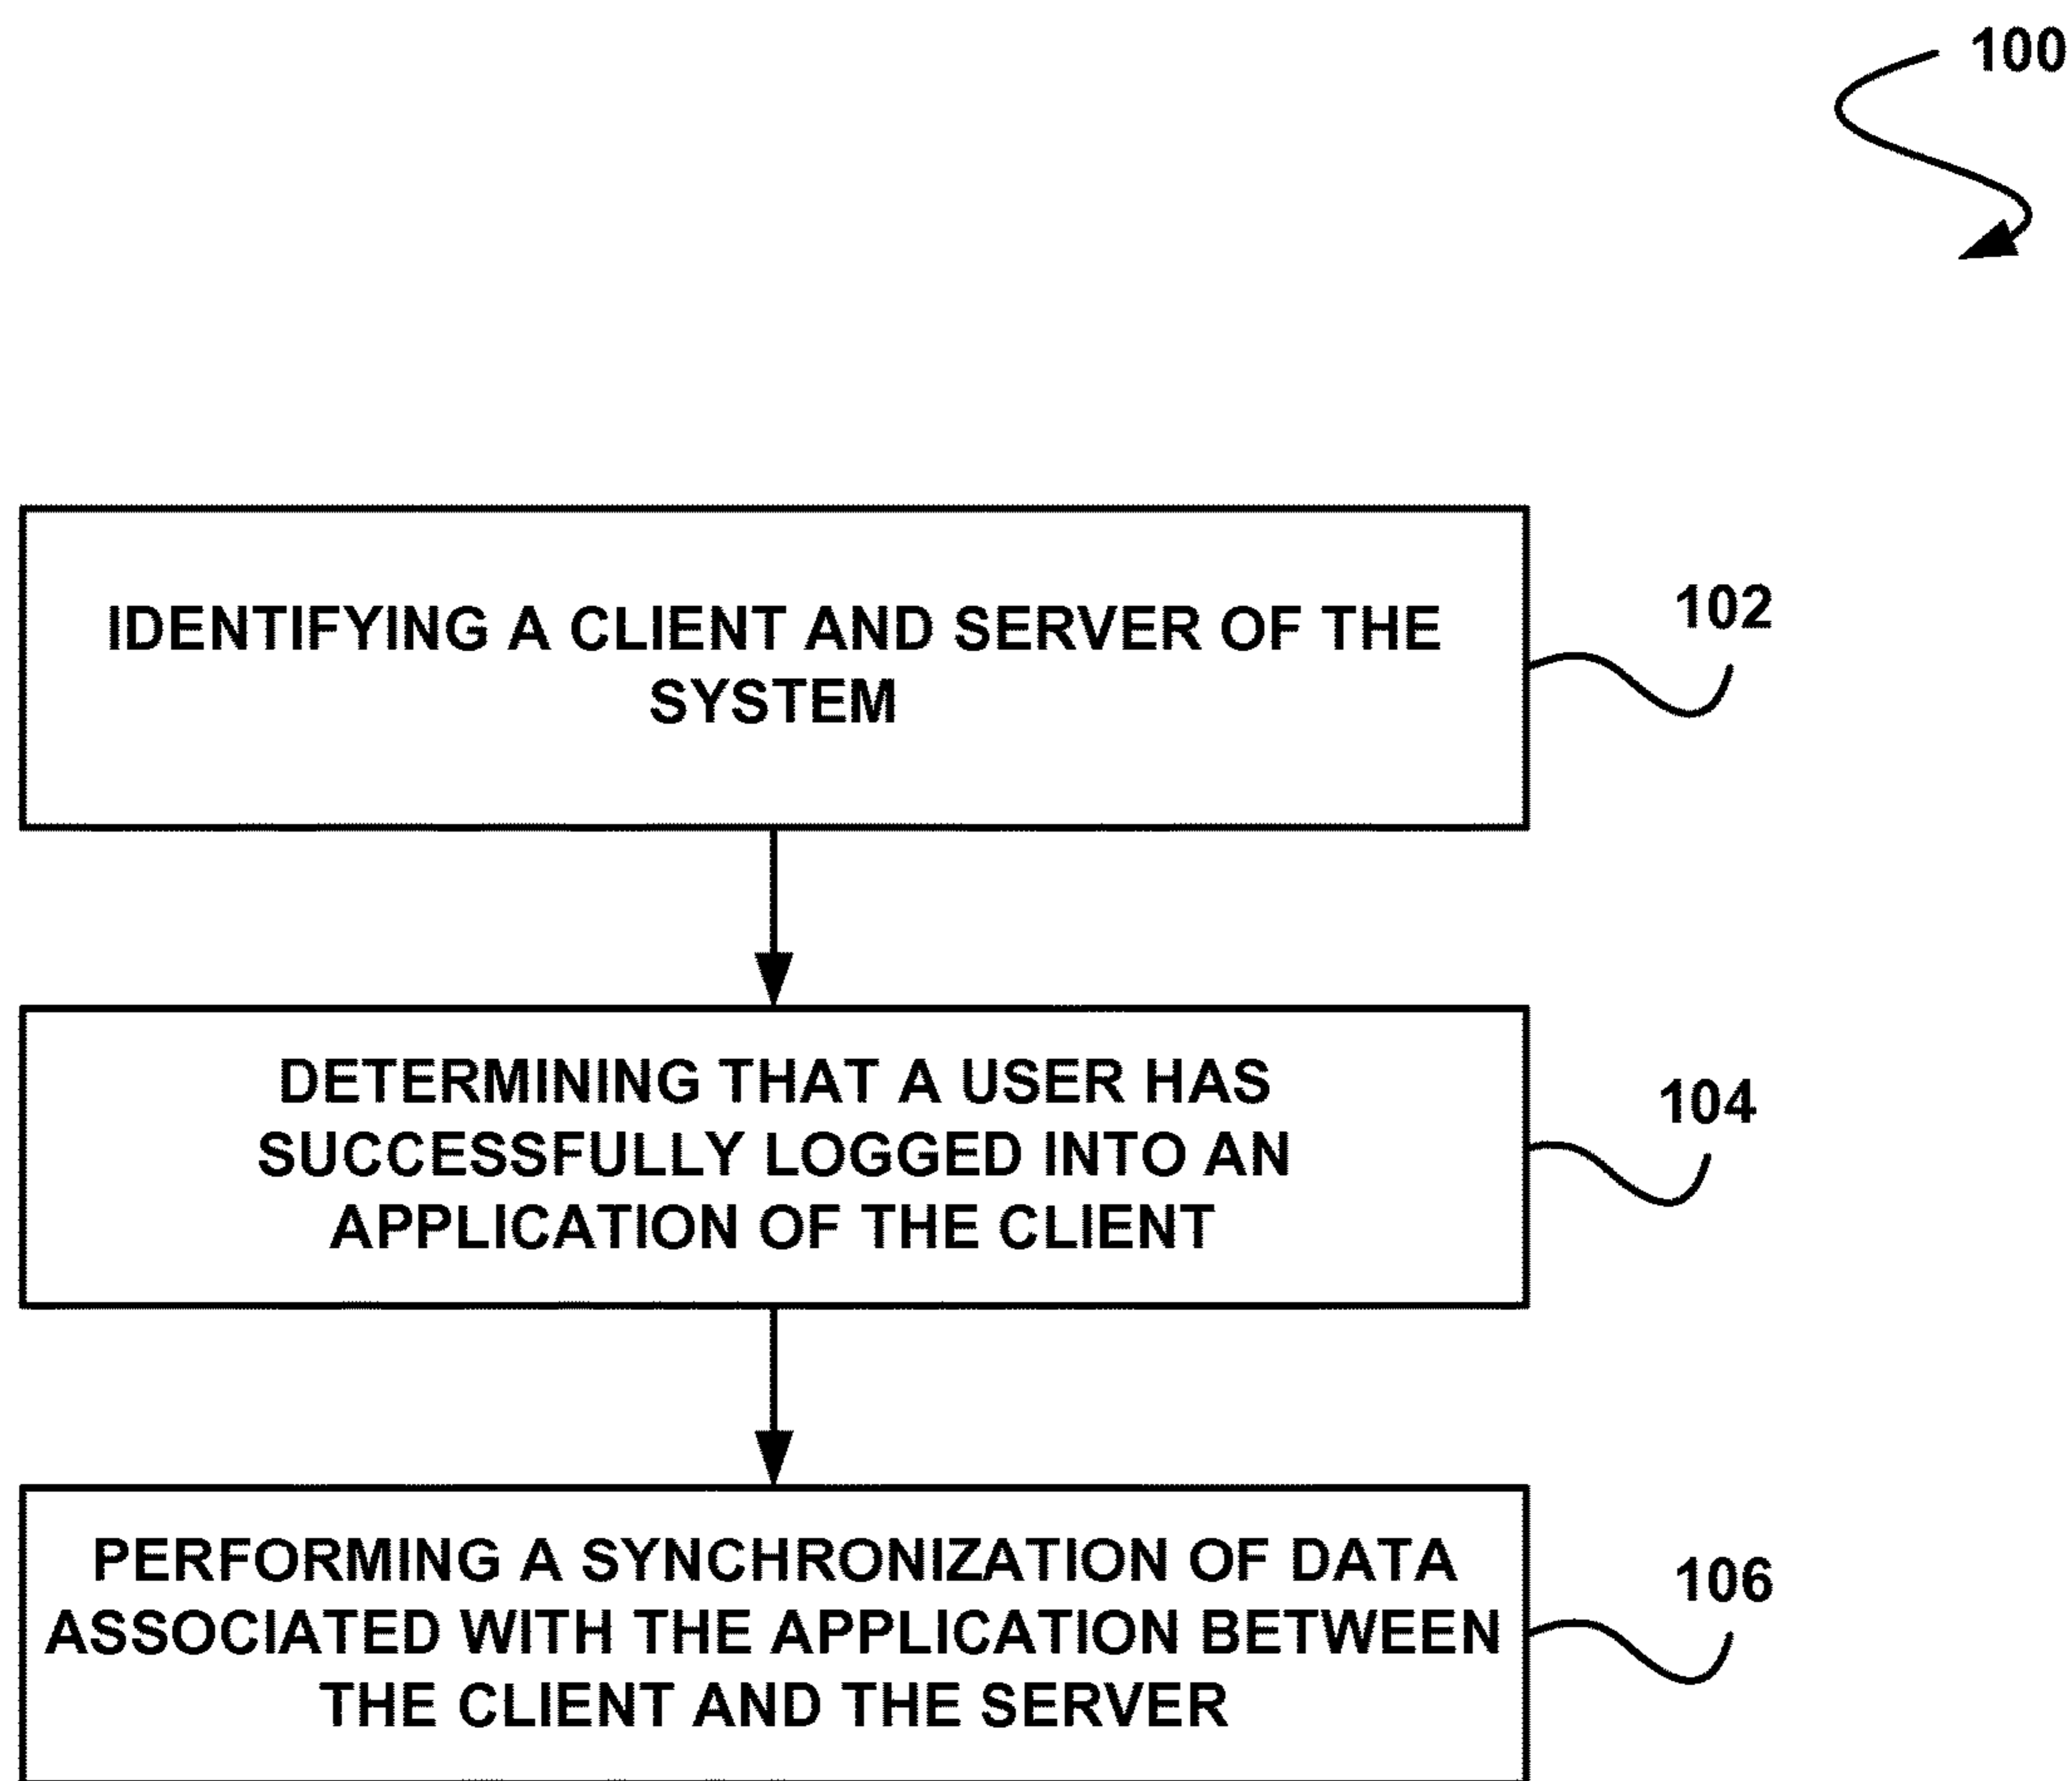 100
IDENTIFYING A CLIENT AND SERVER OF THE
SYSTEM
102
DETERMINING THAT A USER HAS
SUCCESSFULLY LOGGED INTO AN
APPLICATION OF THE CLIENT
104
PERFORMING A SYNCHRONIZATION OF DATA
ASSOCIATED WITH THE APPLICATION BETWEEN
THE CLIENT AND THE SERVER
106